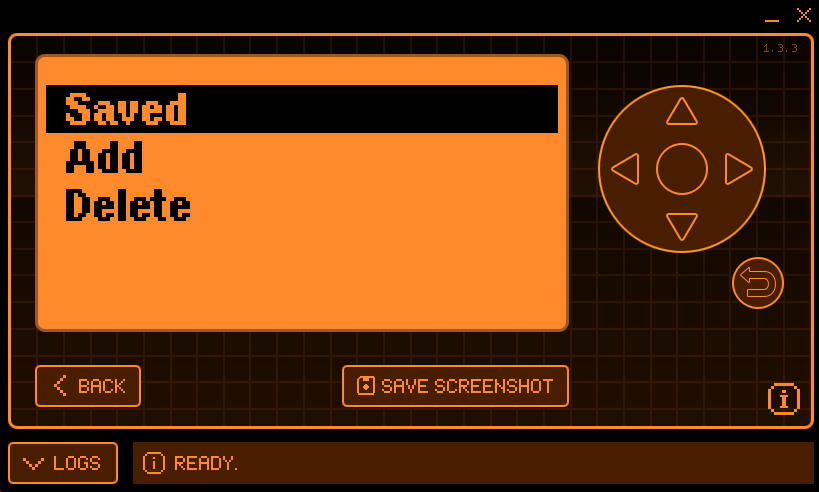 1.3.3
Saved
Add
Delete
BACK
SAVE SCREENSHOT
LOGS
READY.